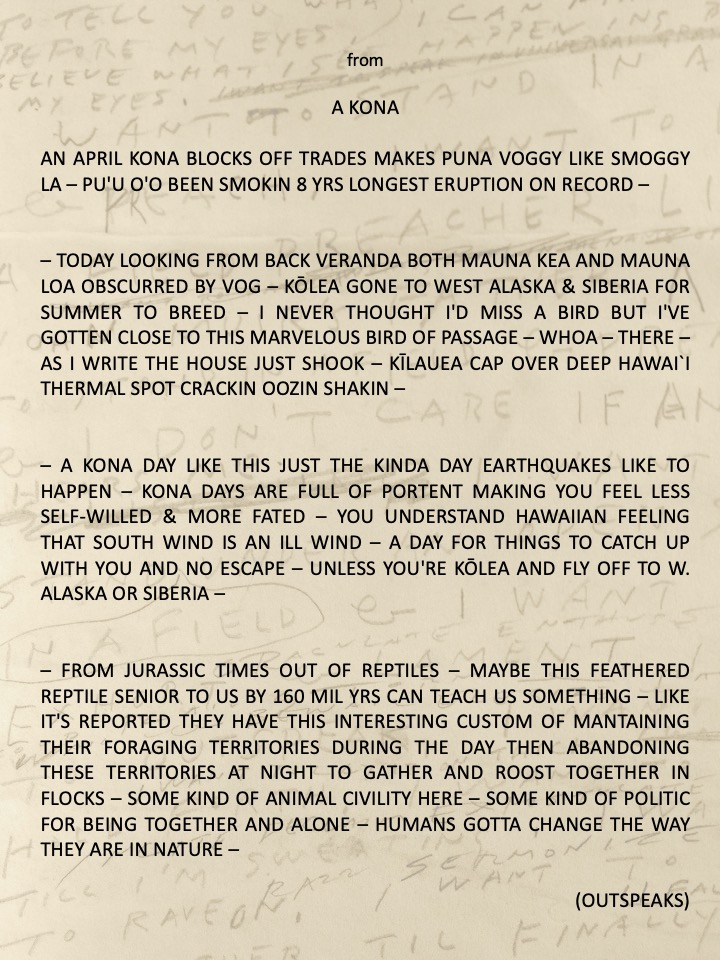 from
A KONA
AN APRIL KONA BLOCKS OFF TRADES MAKES PUNA VOGGY LIKE SMOGGY
LA – PU'U O'O BEEN SMOKIN 8 YRS LONGEST ERUPTION ON RECORD –
– TODAY LOOKING FROM BACK VERANDA BOTH MAUNA KEA AND MAUNA
LOA OBSCURRED BY VOG – KŌLEA GONE TO WEST ALASKA & SIBERIA FOR
SUMMER TO BREED – I NEVER THOUGHT I'D MISS A BIRD BUT I'VE
GOTTEN CLOSE TO THIS MARVELOUS BIRD OF PASSAGE – WHOA – THERE –
AS I WRITE THE HOUSE JUST SHOOK – KĪLAUEA CAP OVER DEEP HAWAI`I
THERMAL SPOT CRACKIN OOZIN SHAKIN –
– A KONA DAY LIKE THIS JUST THE KINDA DAY EARTHQUAKES LIKE TO
HAPPEN – KONA DAYS ARE FULL OF PORTENT MAKING YOU FEEL LESS
SELF-WILLED & MORE FATED – YOU UNDERSTAND HAWAIIAN FEELING
THAT SOUTH WIND IS AN ILL WIND – A DAY FOR THINGS TO CATCH UP
WITH YOU AND NO ESCAPE – UNLESS YOU'RE KŌLEA AND FLY OFF TO W.
ALASKA OR SIBERIA –
– FROM JURASSIC TIMES OUT OF REPTILES – MAYBE THIS FEATHERED
REPTILE SENIOR TO US BY 160 MIL YRS CAN TEACH US SOMETHING – LIKE
IT'S REPORTED THEY HAVE THIS INTERESTING CUSTOM OF MANTAINING
THEIR FORAGING TERRITORIES DURING THE DAY THEN ABANDONING
THESE TERRITORIES AT NIGHT TO GATHER AND ROOST TOGETHER IN
FLOCKS – SOME KIND OF ANIMAL CIVILITY HERE – SOME KIND OF POLITIC
FOR BEING TOGETHER AND ALONE – HUMANS GOTTA CHANGE THE WAY
THEY ARE IN NATURE –
(OUTSPEAKS)